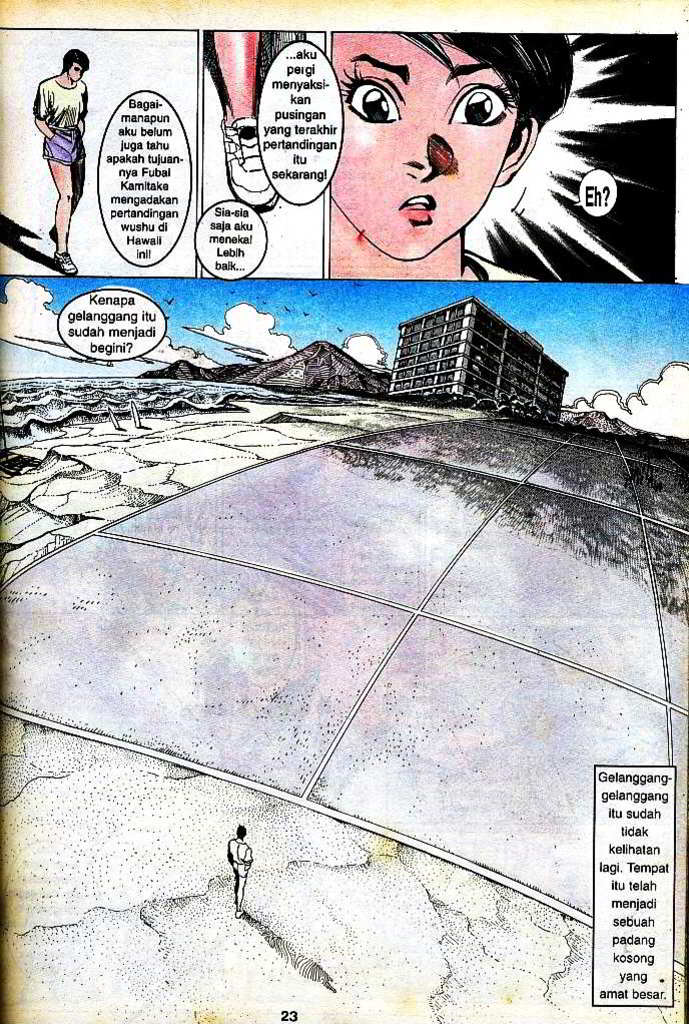 Bagai-
manapun
aku belum
juga tahu
apakah tujuan-
nya Fubai
Kamitake
mengadakan
pertandingan
wushu di
Hawaii
ini!
Sia-sia
saja aku
meneka!
Lebih
baik...
...aku
pergi
menyaksi-
kan
pusingan
yang terakhir
pertandingan
itu
sekarang!
Eh?
Kenapa
gelanggang itu
sudah menjadi
begini?
Gelanggang-
gelanggang
itu sudah
tidak
kelihatan
lagi. Tempat
itu telah
menjadi
sebuah
padang
kosong
yang
amat besar.
23